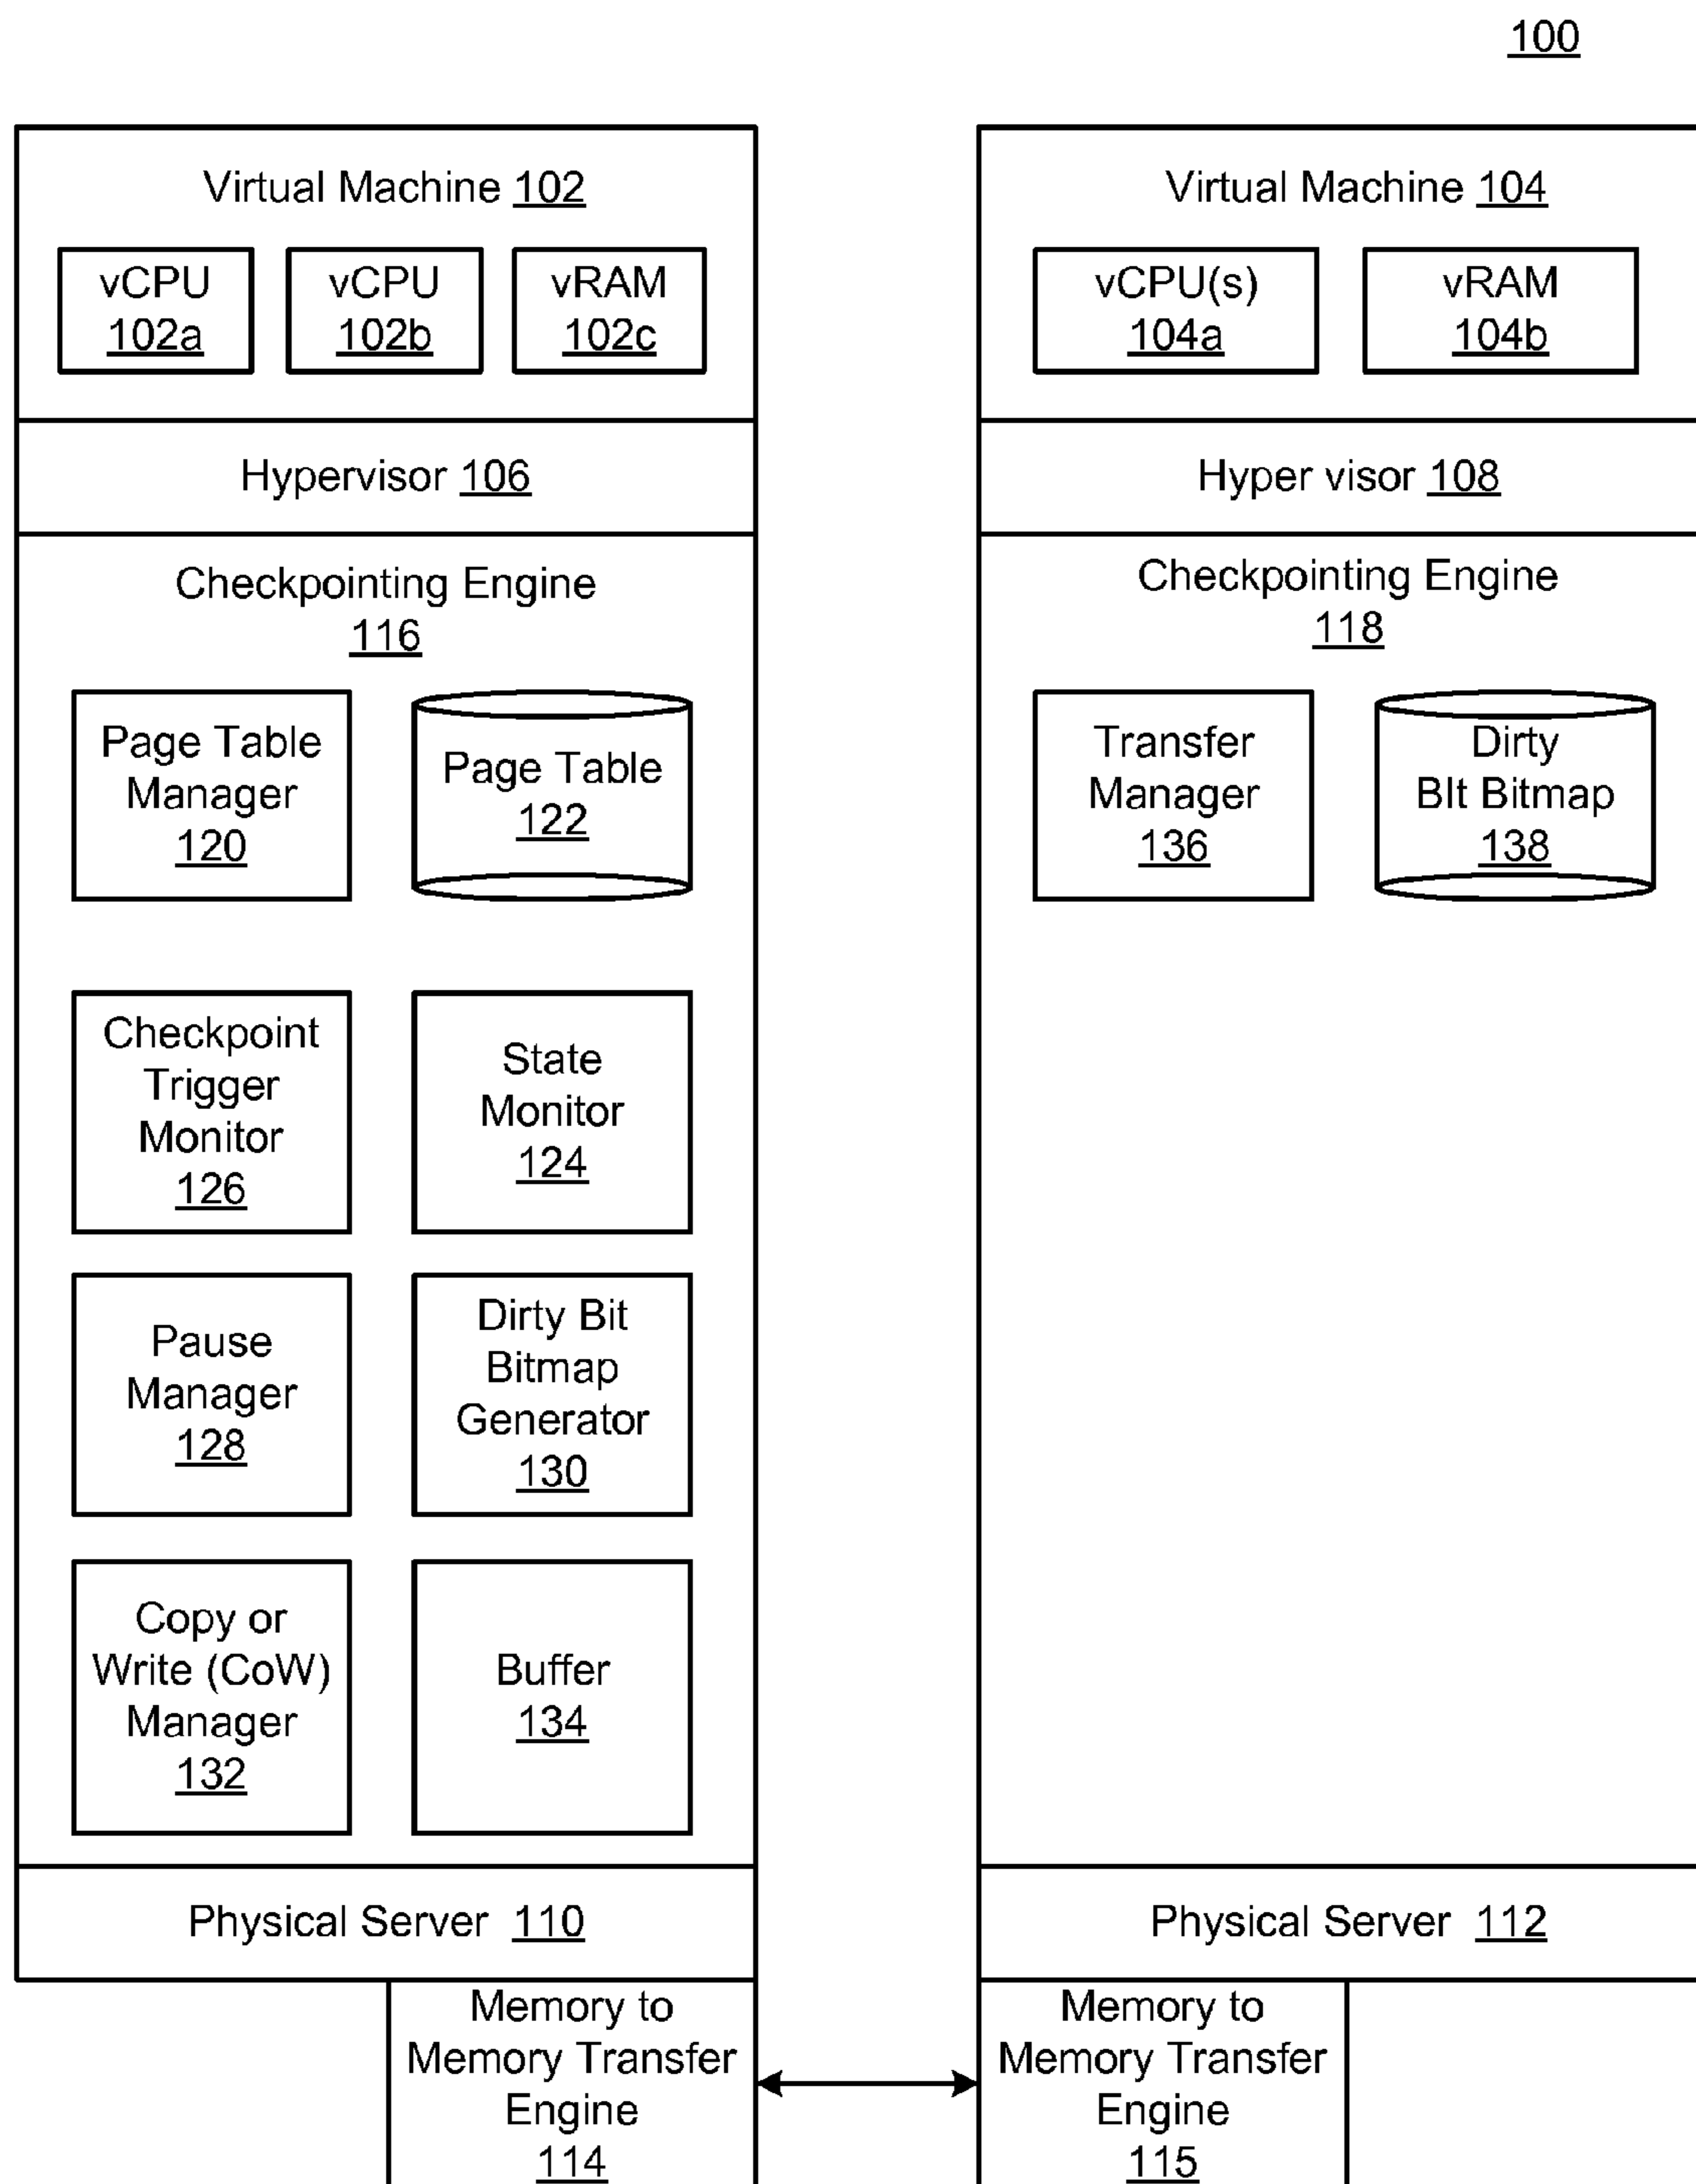 100
Virtual Machine 102
vCPU
102a
vCPU
102b
vRAM
102c
Hypervisor 106
Checkpointing Engine
116
Page Table
Manager
120
Page Table
122
Checkpoint
Trigger
Monitor
126
State
Monitor
124
Pause
Manager
128
Dirty Bit
Bitmap
Generator
130
Copy or
Write (CoW)
Manager
132
Buffer
134
Physical Server 110
Memory to
Memory Transfer
Engine
114
Virtual Machine 104
vCPU(s)
104a
vRAM
104b
Hyper visor 108
Checkpointing Engine
118
Transfer
Manager
136
Dirty
BIt Bitmap
138
Physical Server 112
Memory to
Memory Transfer
Engine
115